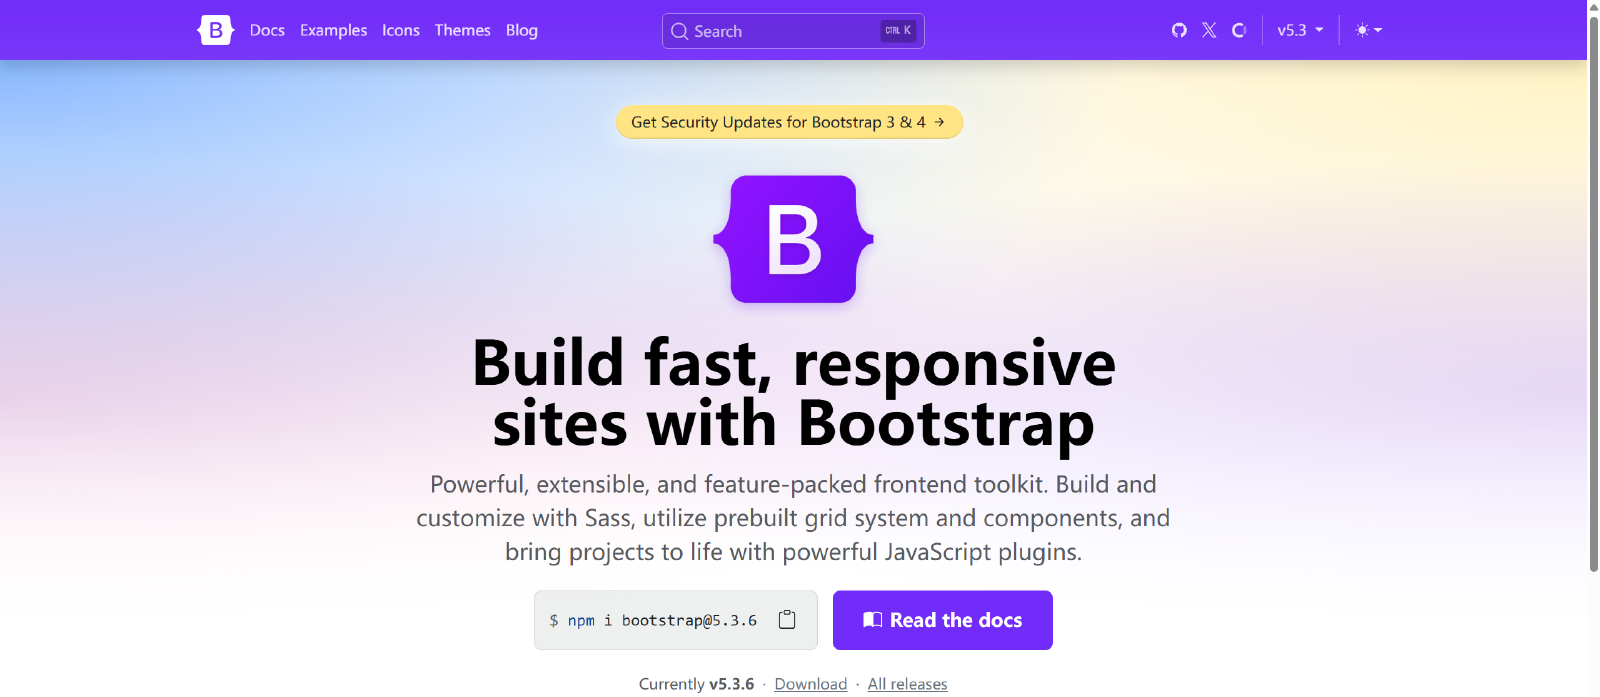 B Docs Examples Icons Themes Blog Search CTRL K v5.3
Get Security Updates for Bootstrap 3 & 4 →
B
Build fast, responsive
sites with Bootstrap
Powerful, extensible, and feature-packed frontend toolkit. Build and
customize with Sass, utilize prebuilt grid system and components, and
bring projects to life with powerful JavaScript plugins.
$ npm i bootstrap@5.3.6 Read the docs
Currently v5.3.6 · Download · All releases